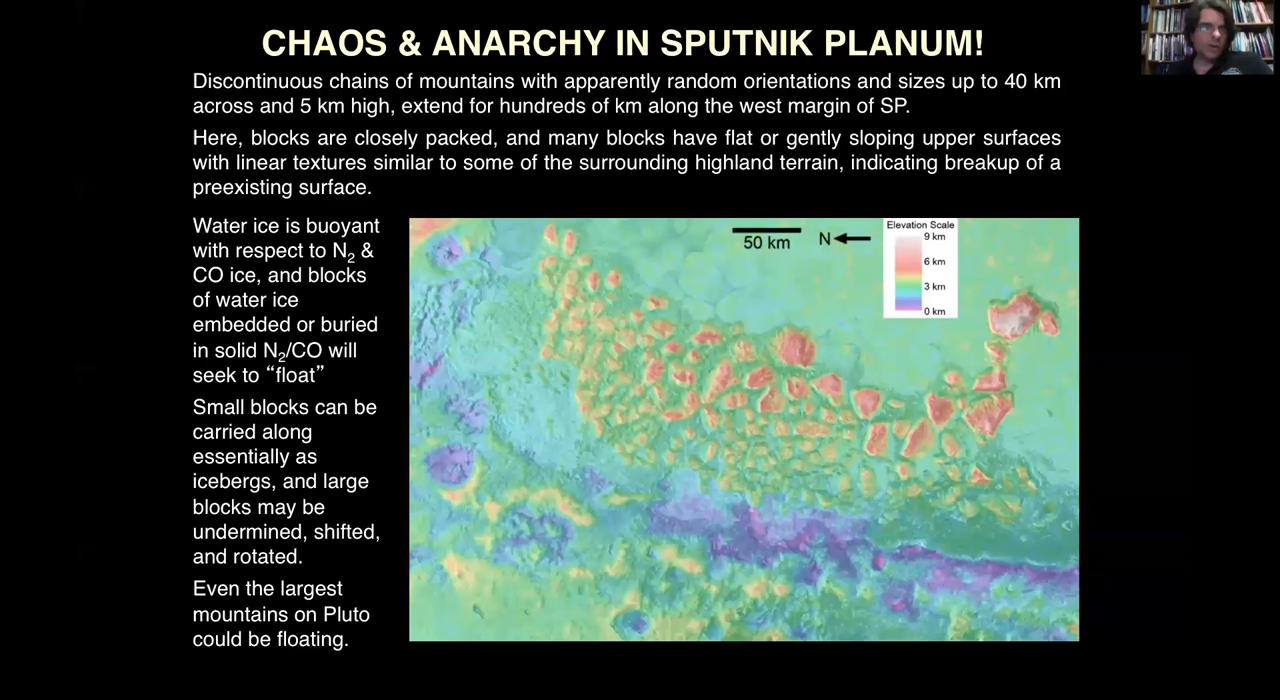 CHAOS & ANARCHY IN SPUTNIK PLANUM!
Discontinuous chains of mountains with apparently random orientations and sizes up to 40 km
across and 5 km high, extend for hundreds of km along the west margin of SP.
Here, blocks are closely packed, and many blocks have flat or gently sloping upper surfaces
with linear textures similar to some of the surrounding highland terrain, indicating breakup of a
preexisting surface.
Water ice is buoyant
with respect to N₂ &
CO ice, and blocks
of water ice
embedded or buried
in solid N₂/CO will
seek to “float”
Small blocks can be
carried along
essentially as
icebergs, and large
blocks may be
undermined, shifted,
and rotated.
Even the largest
mountains on Pluto
could be floating.
50 km
N
Elevation Scale
9 km
6 km
3 km
0 km